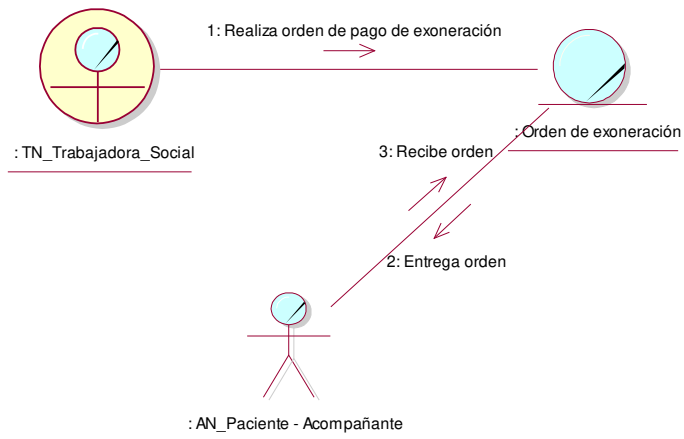 1: Realiza orden de pago de exoneración
: Orden de exoneración
: TN_Trabajadora_Social
3: Recibe orden
2: Entrega orden
: AN_Paciente - Acompañante